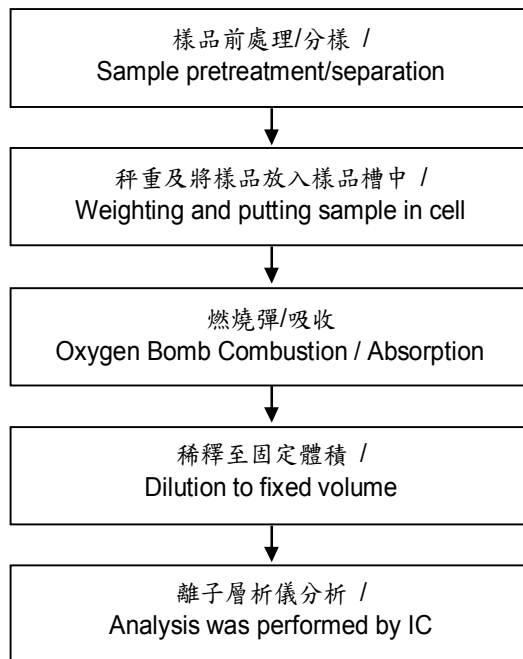 樣品前處理/分樣 /
Sample pretreatment/separation
秤重及將樣品放入樣品槽中 /
Weighting and putting sample in cell
燃燒彈/吸收
Oxygen Bomb Combustion / Absorption
稀釋至固定體積 /
Dilution to fixed volume
離子層析儀分析 /
Analysis was performed by IC